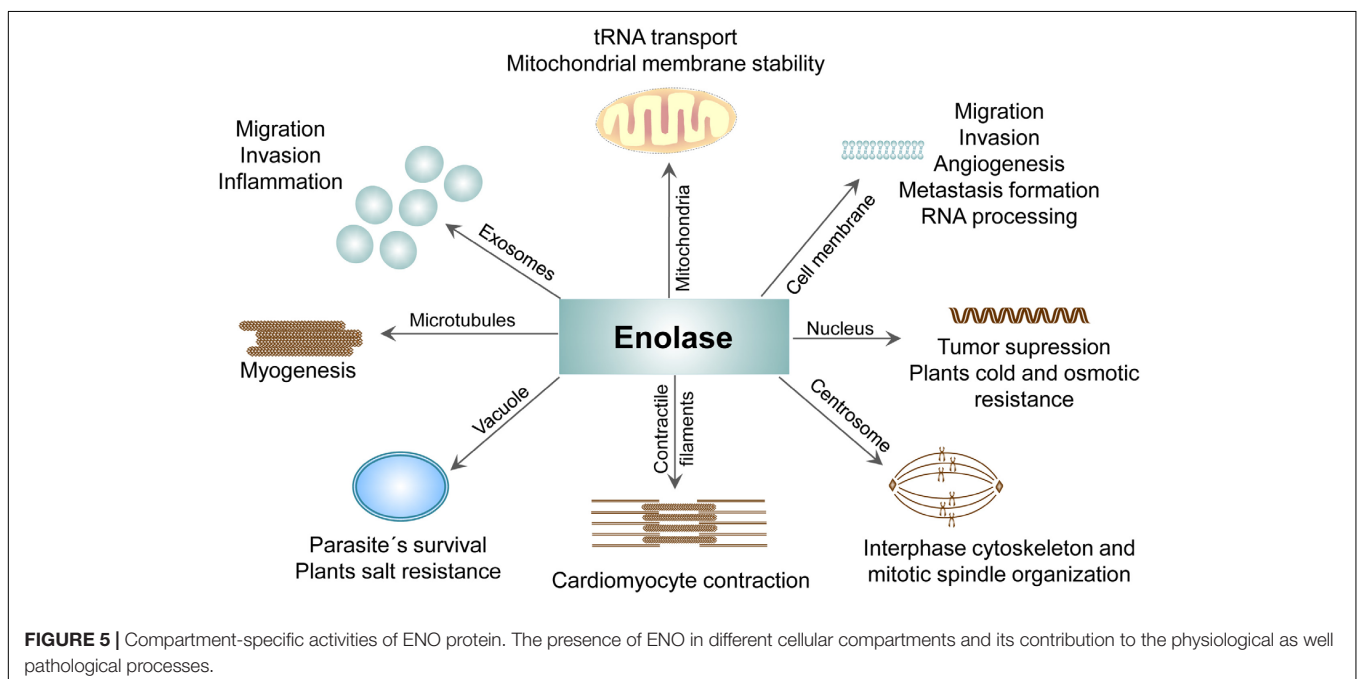 tRNA transport
Mitochondrial membrane stability
Migration
Invasion
Inflammation
Migration
Invasion
Angiogenesis
Metastasis formation
RNA processing
Exosomes
Mitochondria
Cell membrane
Microtubules
Enolase
Nucleus
Myogenesis
Tumor supression
Plants cold and osmotic
resistance
Vacuole
Contractile
filaments
Centrosome
Parasite´s survival
Plants salt resistance
Cardiomyocyte contraction
Interphase cytoskeleton and
mitotic spindle organization
FIGURE 5 | Compartment-specific activities of ENO protein. The presence of ENO in different cellular compartments and its contribution to the physiological as well
pathological processes.